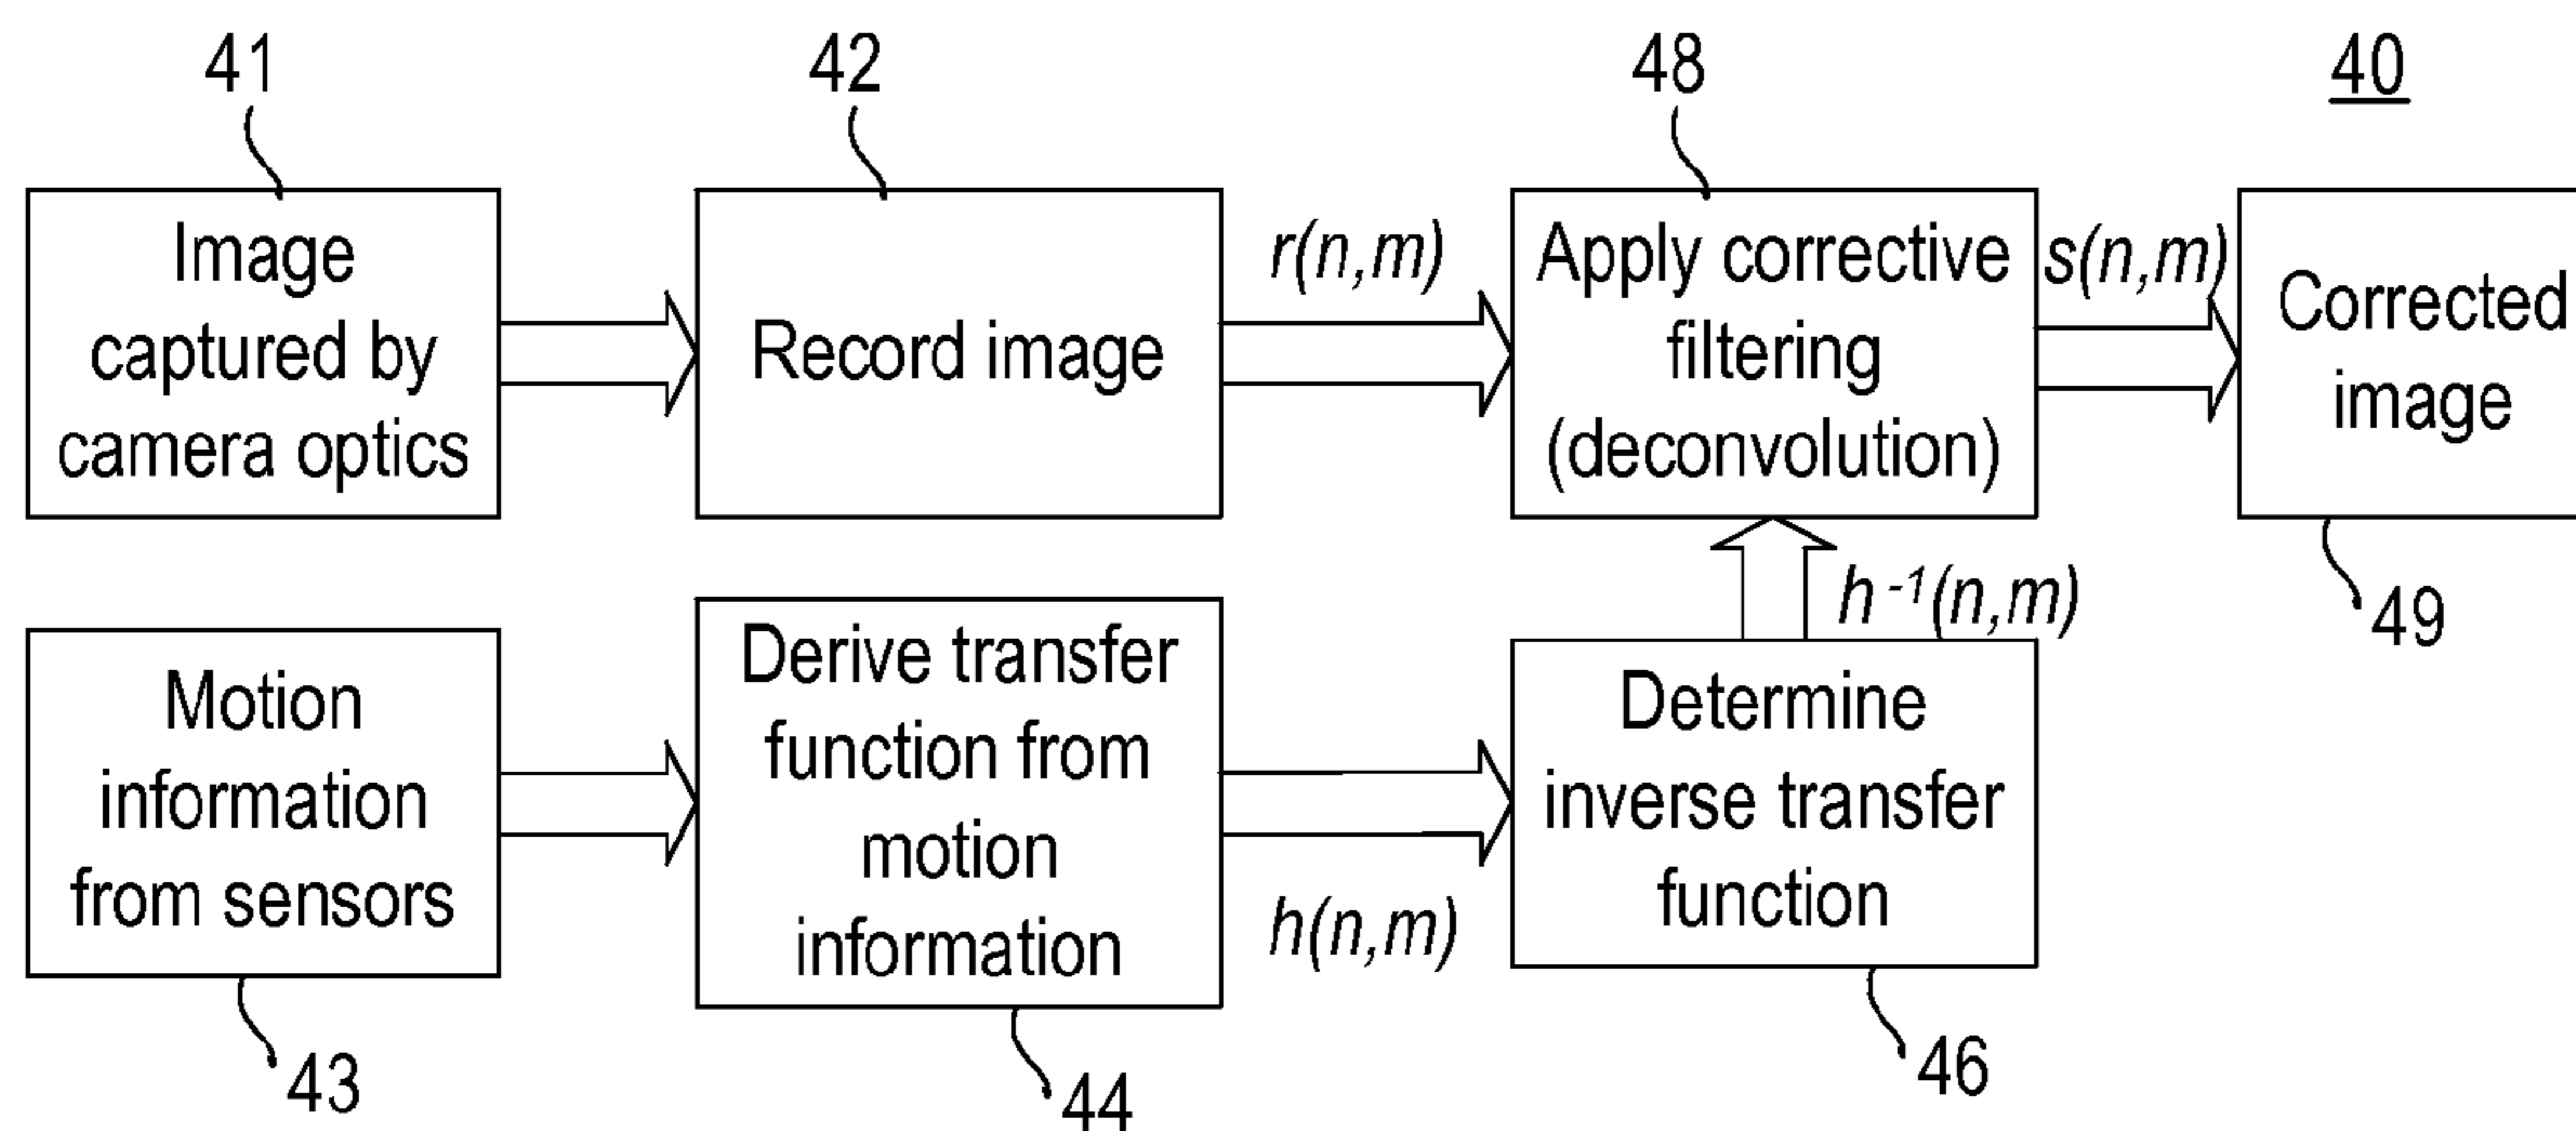 41
42
48
40
Image
captured by
camera optics
Record image
r(n,m)
Apply corrective
filtering
(deconvolution)
s(n,m)
Corrected
image
49
Motion
information
from sensors
43
Derive transfer
function from
motion
information
44
h(n,m)
Determine
inverse transfer
function
46
h⁻¹(n,m)